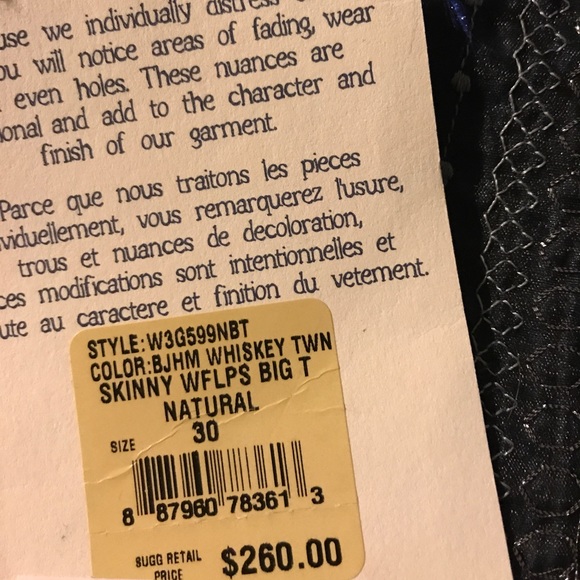 use we individually distress
ou will notice areas of fading, wear
even holes. These nuances are
onal and add to the character and
finish of our garment.
Parce que nous traitons les pieces
viduellement, vous remarquerez l'usure,
trous et nuances de decoloration,
ces modifications sont intentionnelles et
ute au caractere et finition du vetement.
STYLE:W3G599NBT
COLOR:BJHM WHISKEY TWN
SKINNY WFLPS BIG T
NATURAL
SIZE 30
8 87960 78361 3
SUGG RETAIL
PRICE $260.00